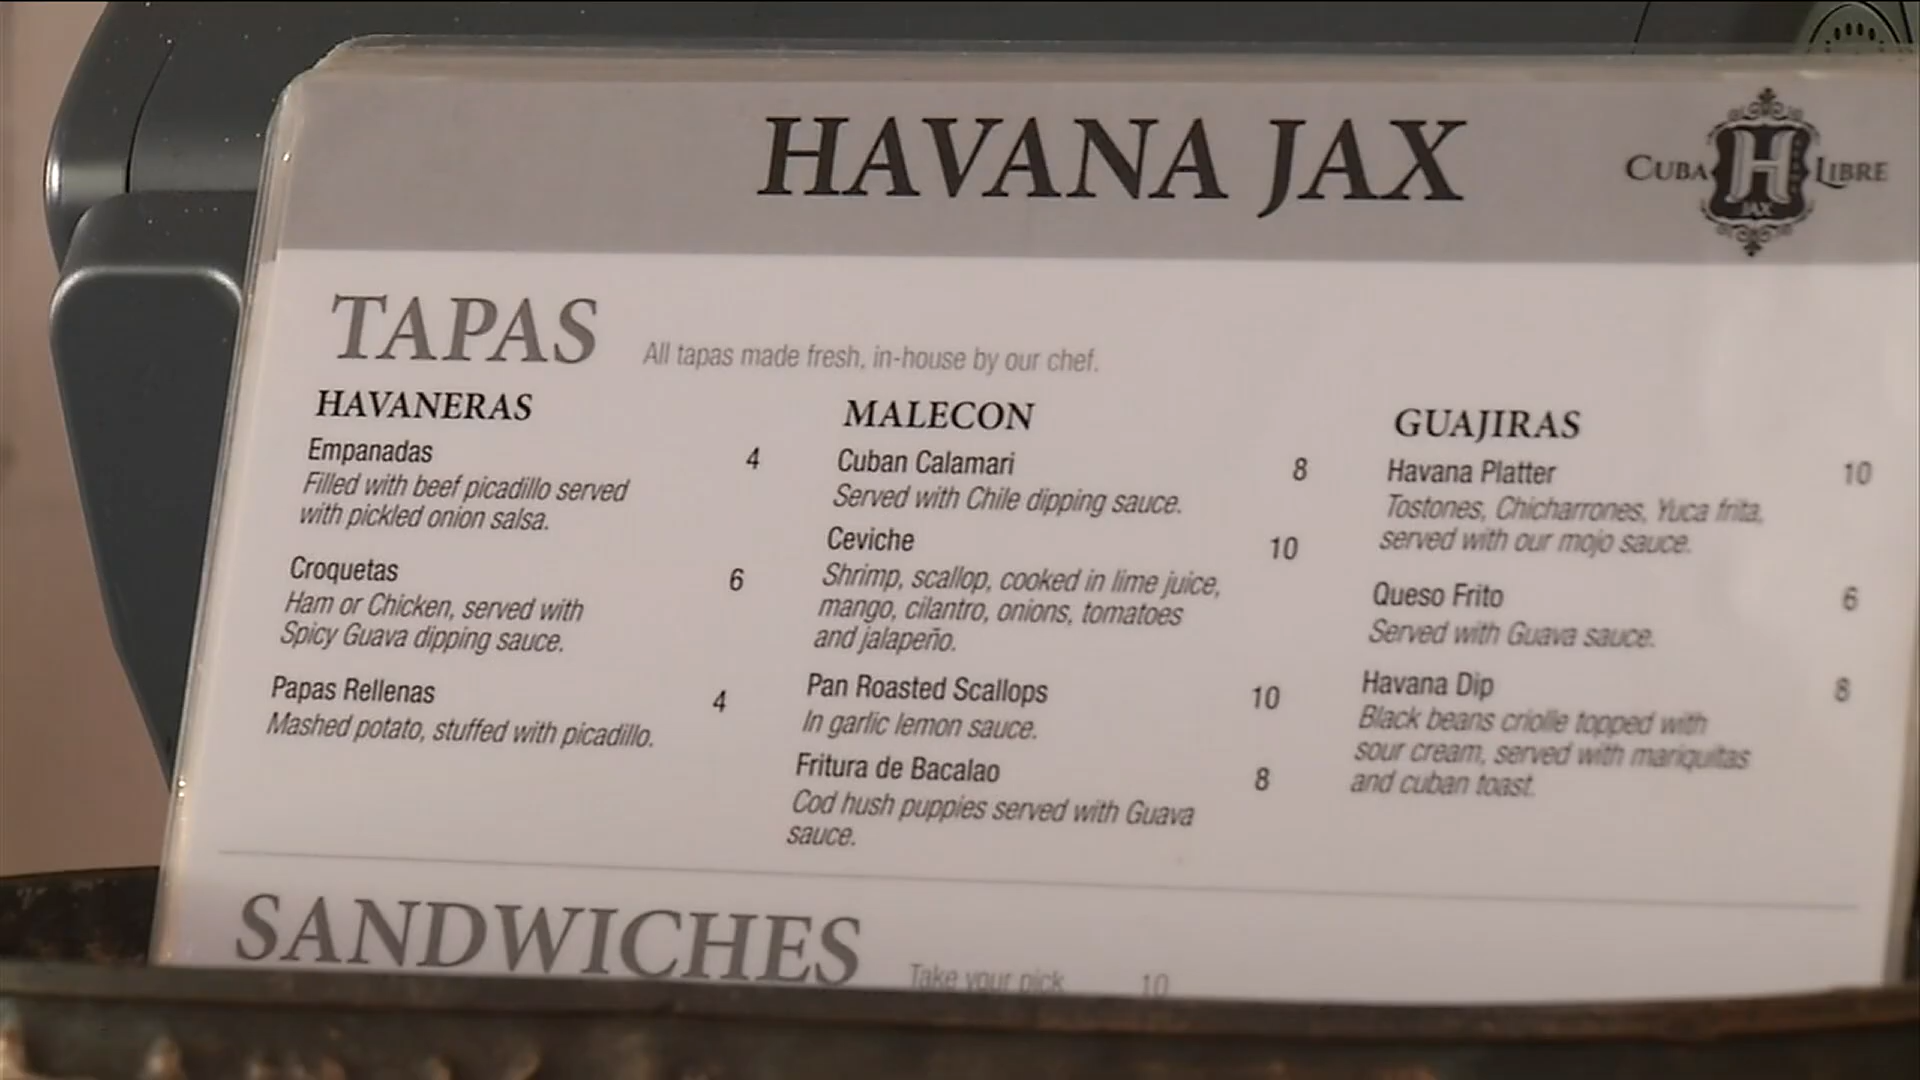 HAVANA JAX
CUBA H LIBRE
JAX
TAPAS All tapas made fresh, in-house by our chef.
HAVANERAS
Empanadas 4
Filled with beef picadillo served
with pickled onion salsa.
Croquetas 6
Ham or Chicken, served with
Spicy Guava dipping sauce.
Papas Rellenas 4
Mashed potato, stuffed with picadillo.
MALECON
Cuban Calamari 8
Served with Chile dipping sauce.
Ceviche 10
Shrimp, scallop, cooked in lime juice,
mango, cilantro, onions, tomatoes
and jalapeño.
Pan Roasted Scallops 10
In garlic lemon sauce.
Fritura de Bacalao 8
Cod hush puppies served with Guava
sauce.
GUAJIRAS
Havana Platter 10
Tostones, Chicharrones, Yuca frita,
served with our mojo sauce.
Queso Frito 6
Served with Guava sauce.
Havana Dip 8
Black beans criolle topped with
sour cream, served with mariquitas
and cuban toast.
SANDWICHES Take your pick 10